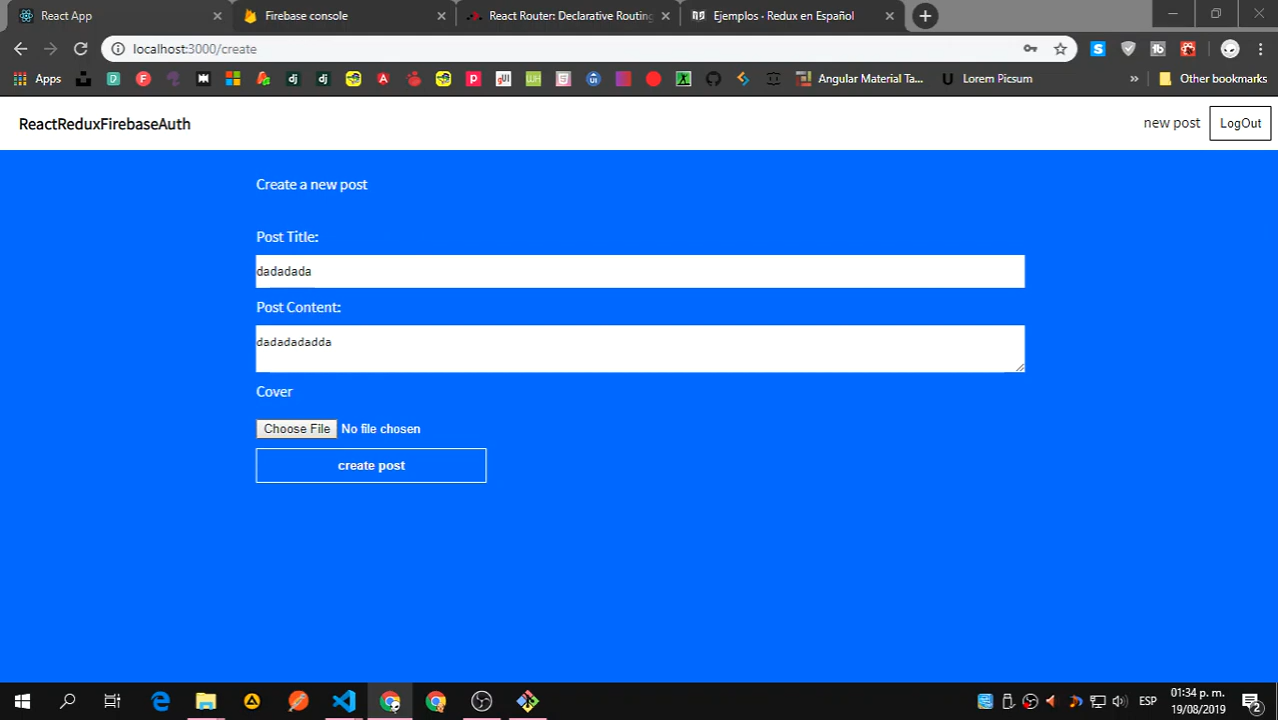 React App
Firebase console
React Router: Declarative Routing
Ejemplos · Redux en Español
localhost:3000/create
Apps
Angular Material Ta...
Lorem Picsum
»
Other bookmarks
ReactReduxFirebaseAuth
new post
LogOut
Create a new post
Post Title:
dadadada
Post Content:
dadadadadda
Cover
Choose File No file chosen
create post
ESP
01:34 p. m.
19/08/2019
2